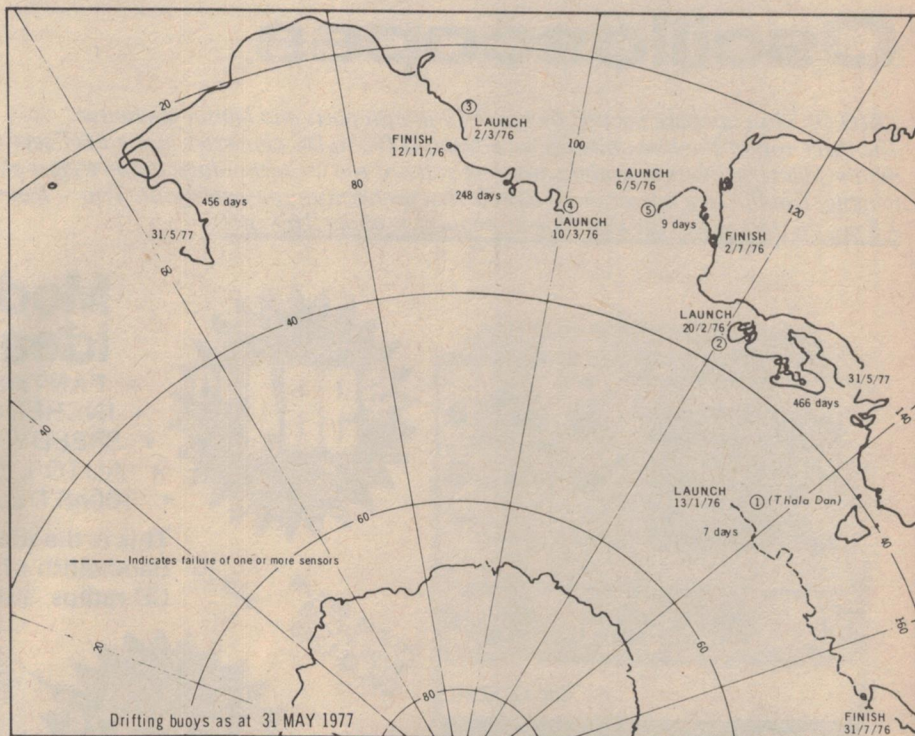 20
③
LAUNCH
2/3/76
FINISH
12/11/76
100
LAUNCH
6/5/76
80
248 days
④
LAUNCH
10/3/76
⑤
9 days
120
FINISH
2/7/76
456 days
31/5/77
60
40
LAUNCH
20/2/76
②
31/5/77
466 days
140
40
LAUNCH
13/1/76
① (Thala Dan)
7 days
60
40
Indicates failure of one or more sensors
160
20
60
80
Drifting buoys as at 31 MAY 1977
FINISH
31/7/76